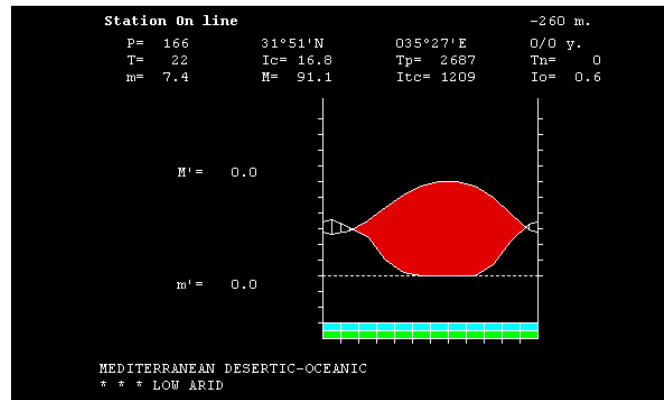 Station On line -260 m.
P= 166 31°51'N 035°27'E 0/0 y.
T= 22 Ic= 16.8 Tp= 2687 Tn= 0
m= 7.4 M= 91.1 Itc= 1209 Io= 0.6
M'= 0.0
m'= 0.0
MEDITERRANEAN DESERTIC-OCEANIC
* * * LOW ARID